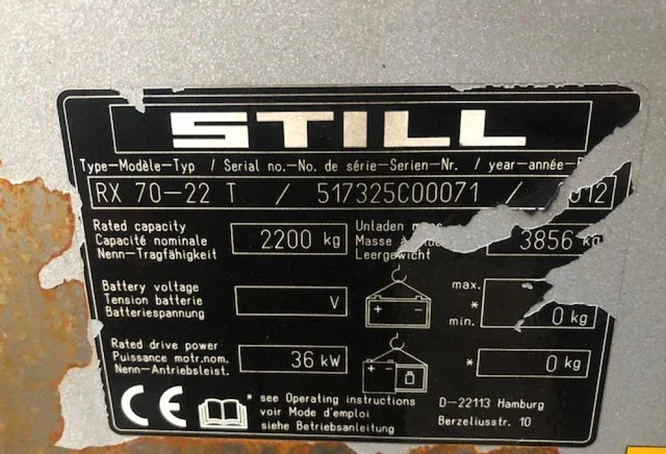 STILL
Type-Modèle-Typ / Serial no.-No. de série-Serien-Nr. / year-année-
RX 70-22 T / 517325C00071 / 012
Rated capacity
Capacité nominale
Nenn-Tragfähigkeit
2200 kg
Unladen
Masse à
Leergewicht
3856 kg
Battery voltage
Tension batterie
Batteriespannung
V
+ -
max.
*
min.
0 kg
Rated drive power
Puissance motr.nom.
Nenn-Antriebsleist.
36 kW
+ -
*
0 kg
CE
* see Operating instructions
voir Mode d'emploi
siehe Betriebsanleitung
D-22113 Hamburg
Berzeliusstr. 10